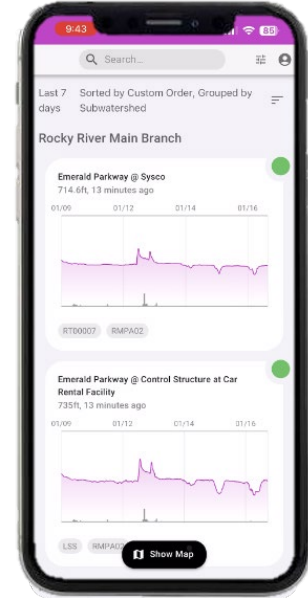 9:43
85
Search...
Last 7 days
Sorted by Custom Order, Grouped by
Subwatershed
Rocky River Main Branch
Emerald Parkway @ Sysco
714.6ft, 13 minutes ago
01/09 01/12 01/14 01/16
RTD0007 RMPA02
Emerald Parkway @ Control Structure at Car
Rental Facility
735ft, 13 minutes ago
01/09 01/12 01/14 01/16
LSS RMPA02
Show Map